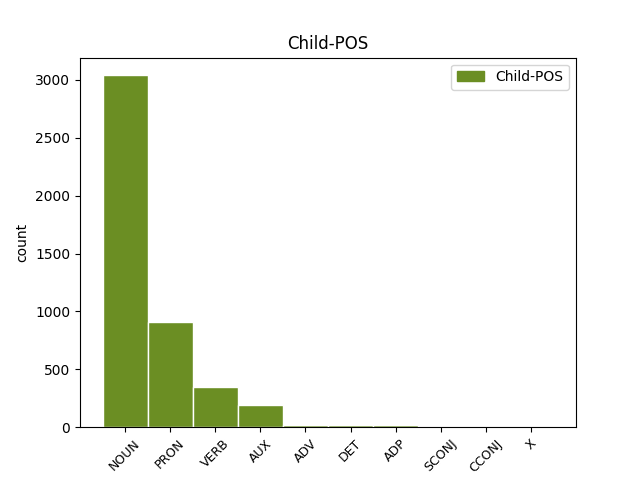 Child-POS
Child-POS
count
3000
2500
2000
1500
1000
500
0
NOUN PRON VERB AUX ADV DET ADP SCONJ CCONJ X